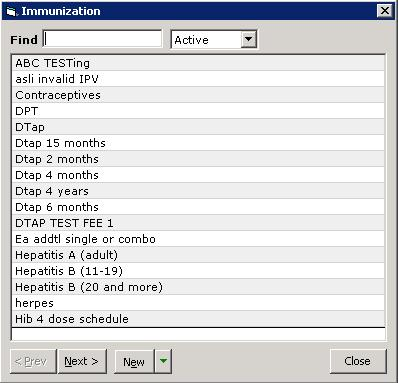 Immunization
Find Active
ABC TESTing
asli invalid IPV
Contraceptives
DPT
DTap
Dtap 15 months
Dtap 2 months
Dtap 4 months
Dtap 4 years
Dtap 6 months
DTAP TEST FEE 1
Ea addtl single or combo
Hepatitis A (adult)
Hepatitis B (11-19)
Hepatitis B (20 and more)
herpes
Hib 4 dose schedule
< Prev Next > New Close